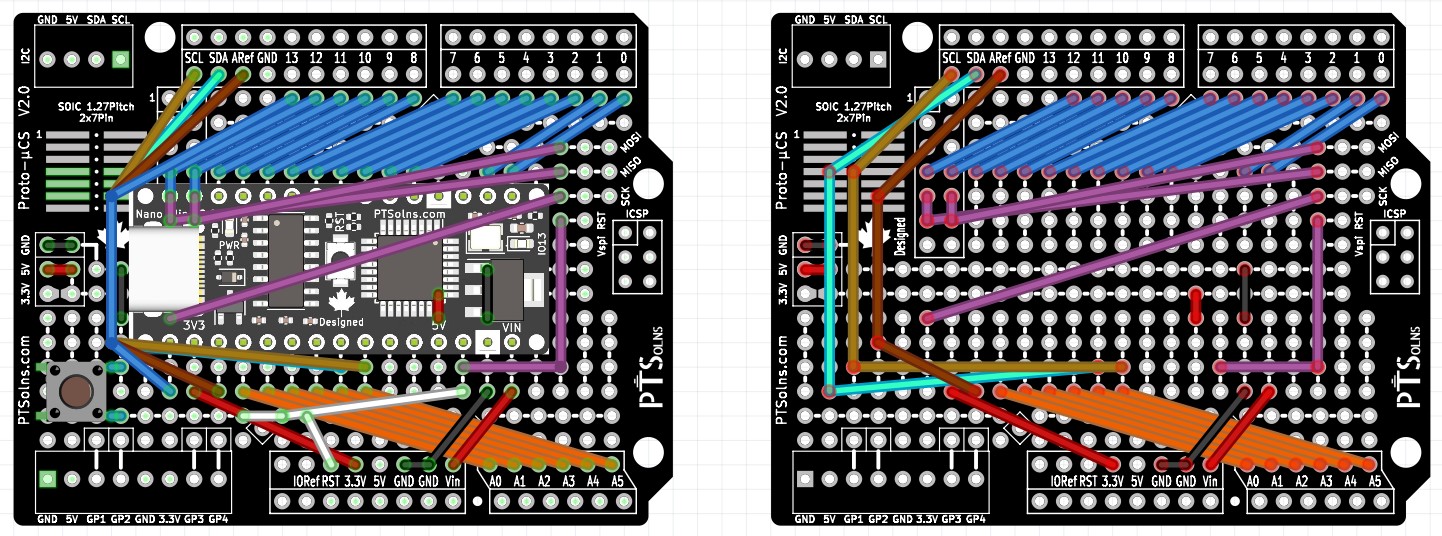 GND 5V SDA SCL
I2C
SCL SDA ARef GND 13 12 11 10 9 8
7 6 5 4 3 2 1 0
V2.0
1
SOIC 1.27Pitch
2x7Pin
1
Proto-µCS
MOSI
MISO
SCK
RST
Vspl
ICSP
Nano
PWR
RST
PTSolns.com
IO13
GND
5V
3.3V
3V3
Designed
5V
VIN
PTSolns.com
PTSOLNS
IORef RST 3.3V 5V GND GND Vin
A0 A1 A2 A3 A4 A5
GND 5V GP1 GP2 GND 3.3V GP3 GP4
GND 5V SDA SCL
I2C
SCL SDA ARef GND 13 12 11 10 9 8
7 6 5 4 3 2 1 0
V2.0
1
SOIC 1.27Pitch
2x7Pin
1
Proto-µCS
MOSI
MISO
SCK
RST
Vspl
ICSP
Designed
GND
5V
3.3V
PTSolns.com
PTSOLNS
IORef RST 3.3V 5V GND GND Vin
A0 A1 A2 A3 A4 A5
GND 5V GP1 GP2 GND 3.3V GP3 GP4